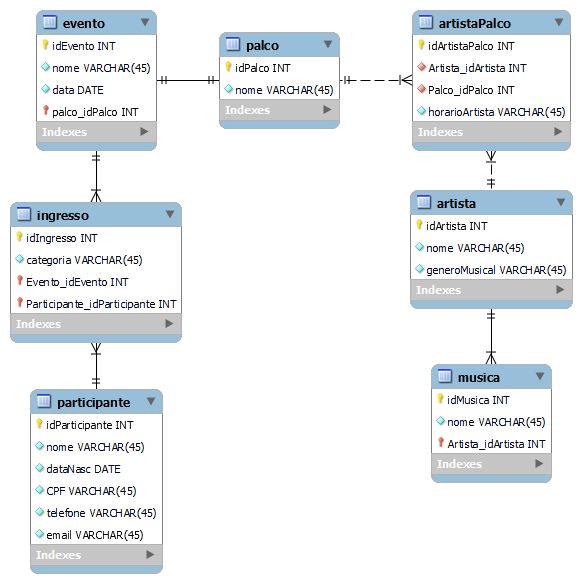 evento
idEvento INT
nome VARCHAR(45)
data DATE
palco_idPalco INT
Indexes
palco
idPalco INT
nome VARCHAR(45)
Indexes
artistaPalco
idArtistaPalco INT
Artista_idArtista INT
Palco_idPalco INT
horarioArtista VARCHAR(45)
Indexes
ingresso
idIngresso INT
categoria VARCHAR(45)
Evento_idEvento INT
Participante_idParticipante INT
Indexes
artista
idArtista INT
nome VARCHAR(45)
generoMusical VARCHAR(45)
Indexes
participante
idParticipante INT
nome VARCHAR(45)
dataNasc DATE
CPF VARCHAR(45)
telefone VARCHAR(45)
email VARCHAR(45)
Indexes
musica
idMusica INT
nome VARCHAR(45)
Artista_idArtista INT
Indexes